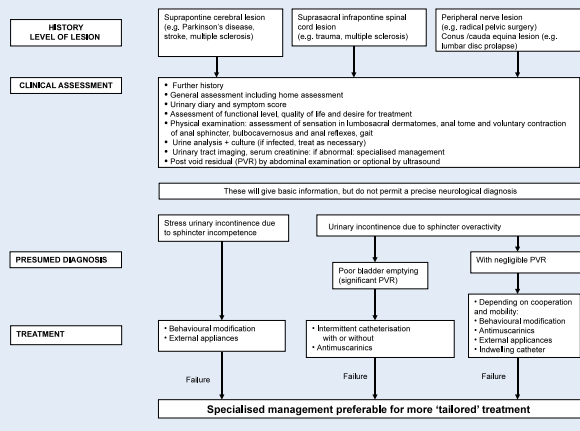 HISTORY
LEVEL OF LESION
Suprapontine cerebral lesion
(e.g. Parkinson's disease,
stroke, multiple sclerosis)
Suprasacral infrapontine spinal
cord lesion
(e.g. trauma, multiple sclerosis)
Peripheral nerve lesion
(e.g. radical pelvic surgery)
Conus /cauda equina lesion (e.g.
lumbar disc prolapse)
CLINICAL ASSESSMENT
• Further history
• General assessment including home assessment
• Urinary diary and symptom score
• Assessment of functional level, quality of life and desire for treatment
• Physical examination: assessment of sensation in lumbosacral dermatomes, anal tome and voluntary contraction
of anal sphincter, bulbocavernosus and anal reflexes, gait
• Urine analysis + culture (if infected, treat as necessary)
• Urinary tract imaging, serum creatinine: if abnormal: specialised management
• Post void residual (PVR) by abdominal examination or optional by ultrasound
These will give basic information, but do not permit a precise neurological diagnosis
Stress urinary incontinence due
to sphincter incompetence
Urinary incontinence due to sphincter overactivity
PRESUMED DIAGNOSIS
Poor bladder emptying
(significant PVR)
With negligible PVR
TREATMENT
• Behavioural modification
• External appliances
• Intermittent catheterisation
with or without
• Antimuscarinics
• Depending on cooperation
and mobility:
• Behavioural modification
• Antimuscarinics
• External appliances
• Indwelling catheter
Failure
Failure
Failure
Specialised management preferable for more 'tailored' treatment